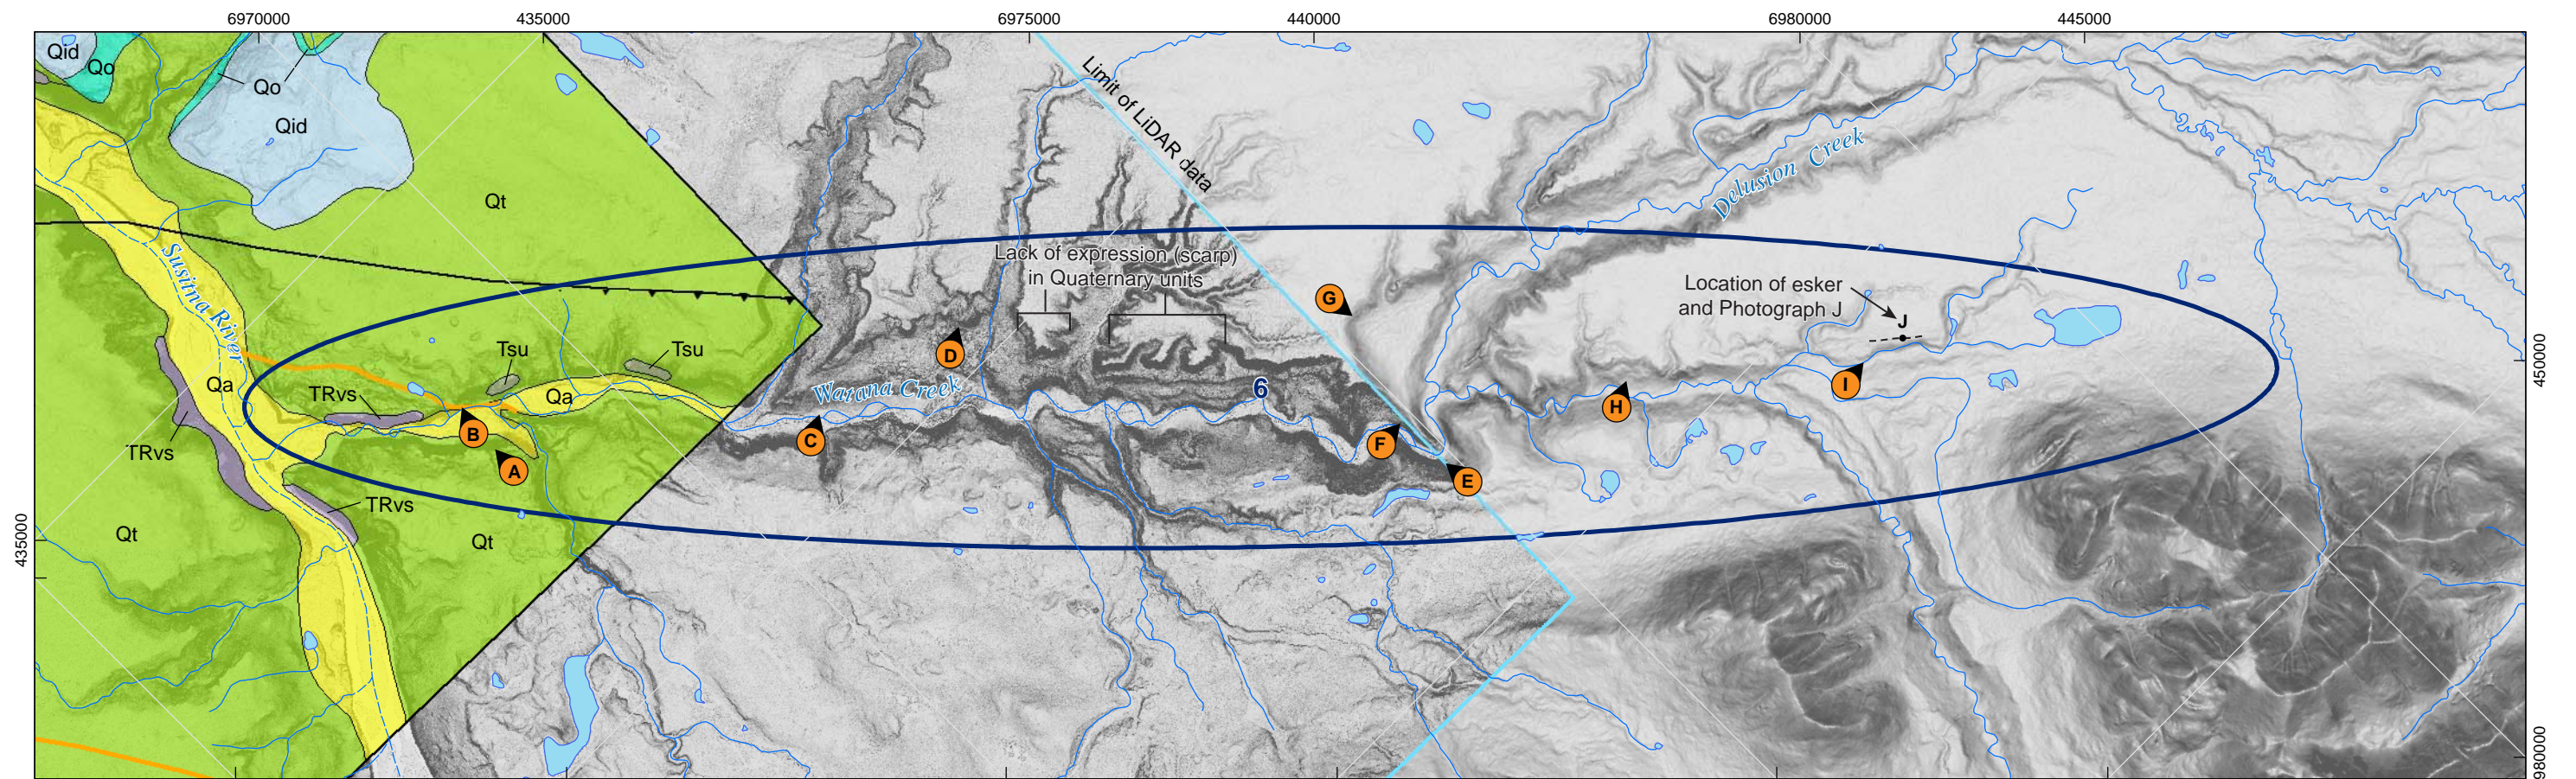 6970000
435000
6975000
440000
6980000
445000
Qid
Qo
Qo
Qid
Qt
Limit of LiDAR data
Delusion Creek
Susitna River
Lack of expression (scarp)
in Quaternary units
G
Location of esker
and Photograph J
J
D
Tsu
Tsu
Qa
TRvs
Qa
Watana Creek
6
I
H
B
C
F
A
E
TRvs
TRvs
Qt
Qt
435000
450000
980000